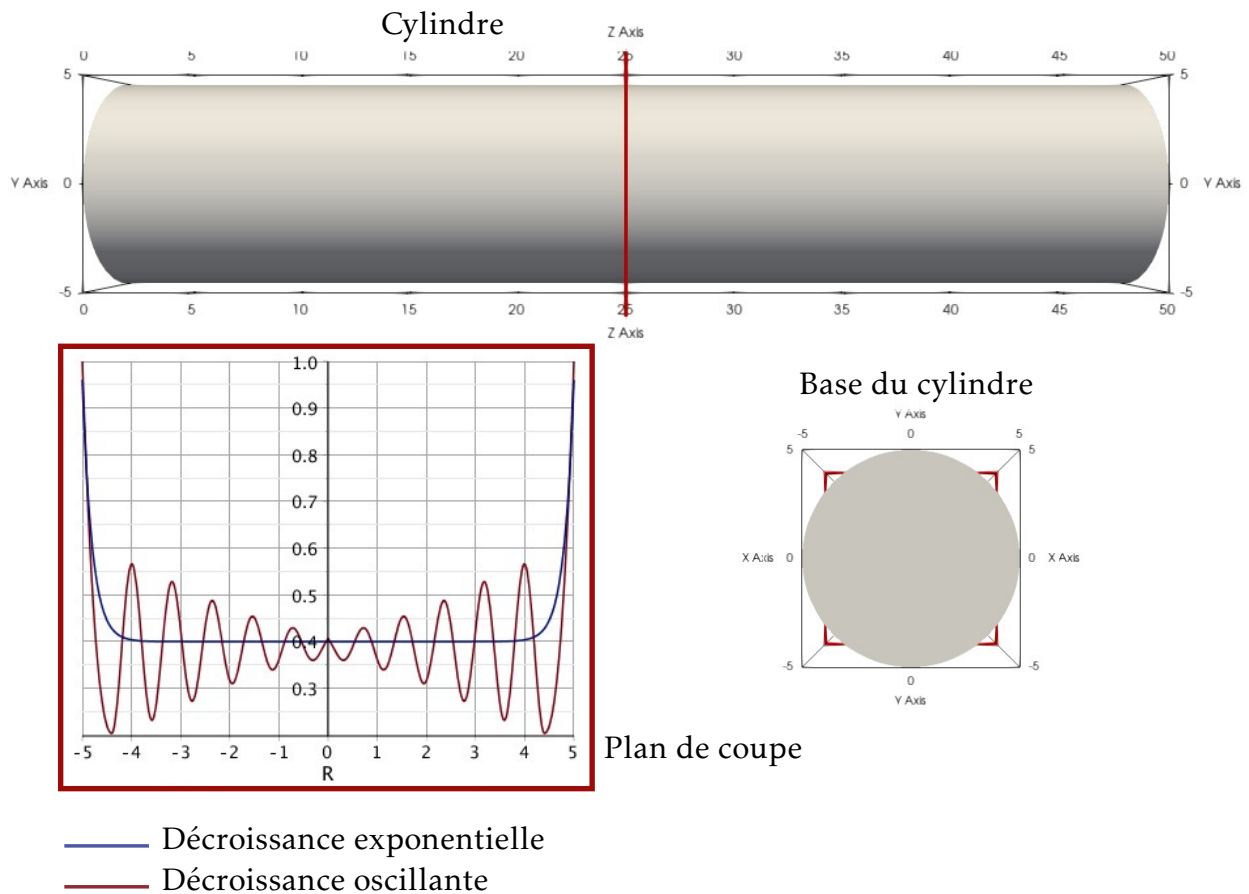 Cylindre
Z Axis
0 5 10 15 20 25 30 35 40 45 50
5 5
Y Axis 0 0 Y Axis
-5 -5
0 5 10 15 20 25 30 35 40 45 50
Z Axis
1.0
0.9
0.8
0.7
0.6
0.5
0.4
0.3
-5 -4 -3 -2 -1 0 1 2 3 4 5
R
Base du cylindre
Y Axis
-5 0 5
5 5
X Axis 0 0 X Axis
-5 -5
0
Y Axis
Plan de coupe
Décroissance exponentielle
Décroissance oscillante